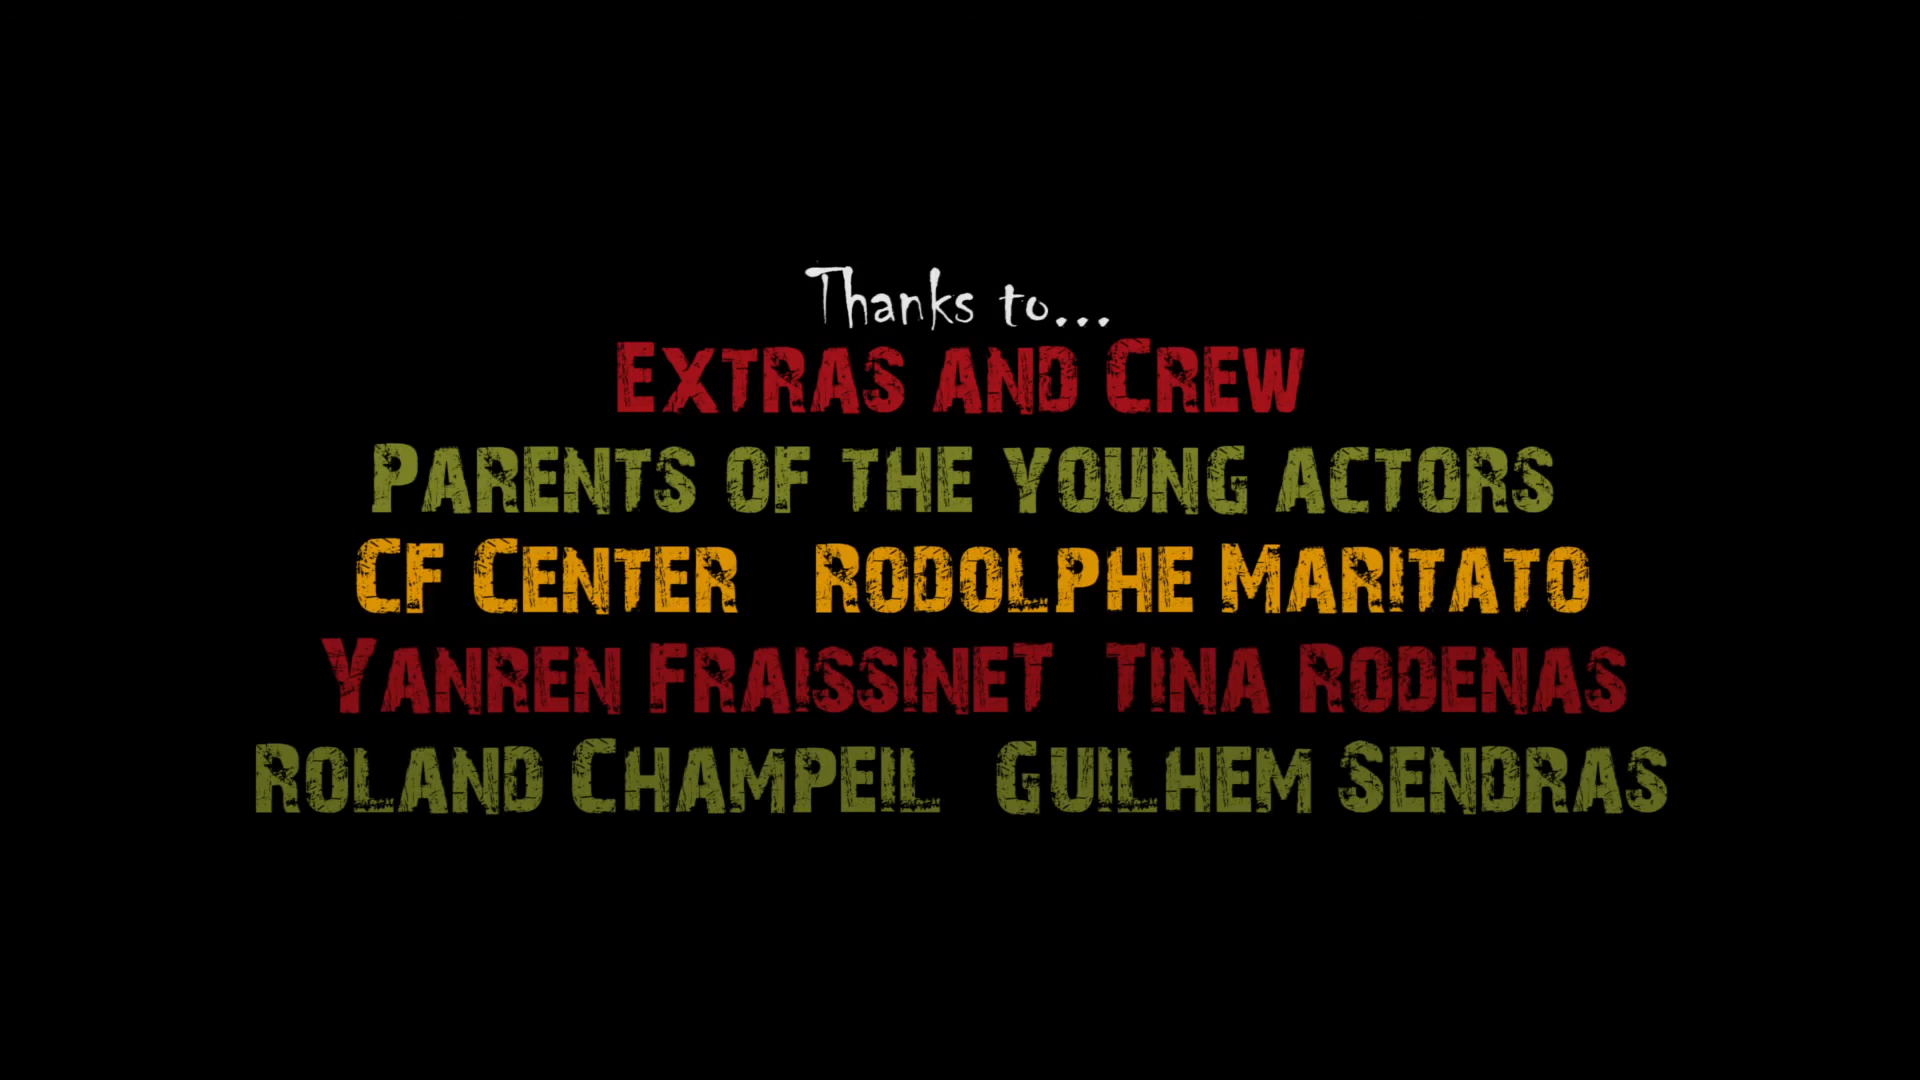 Thanks to...
Extras and Crew
Parents of the young actors
Cf Center Rodolphe Maritato
Yanren Fraissinet Tina Rodenas
Roland Champeil Guilhem Sendras